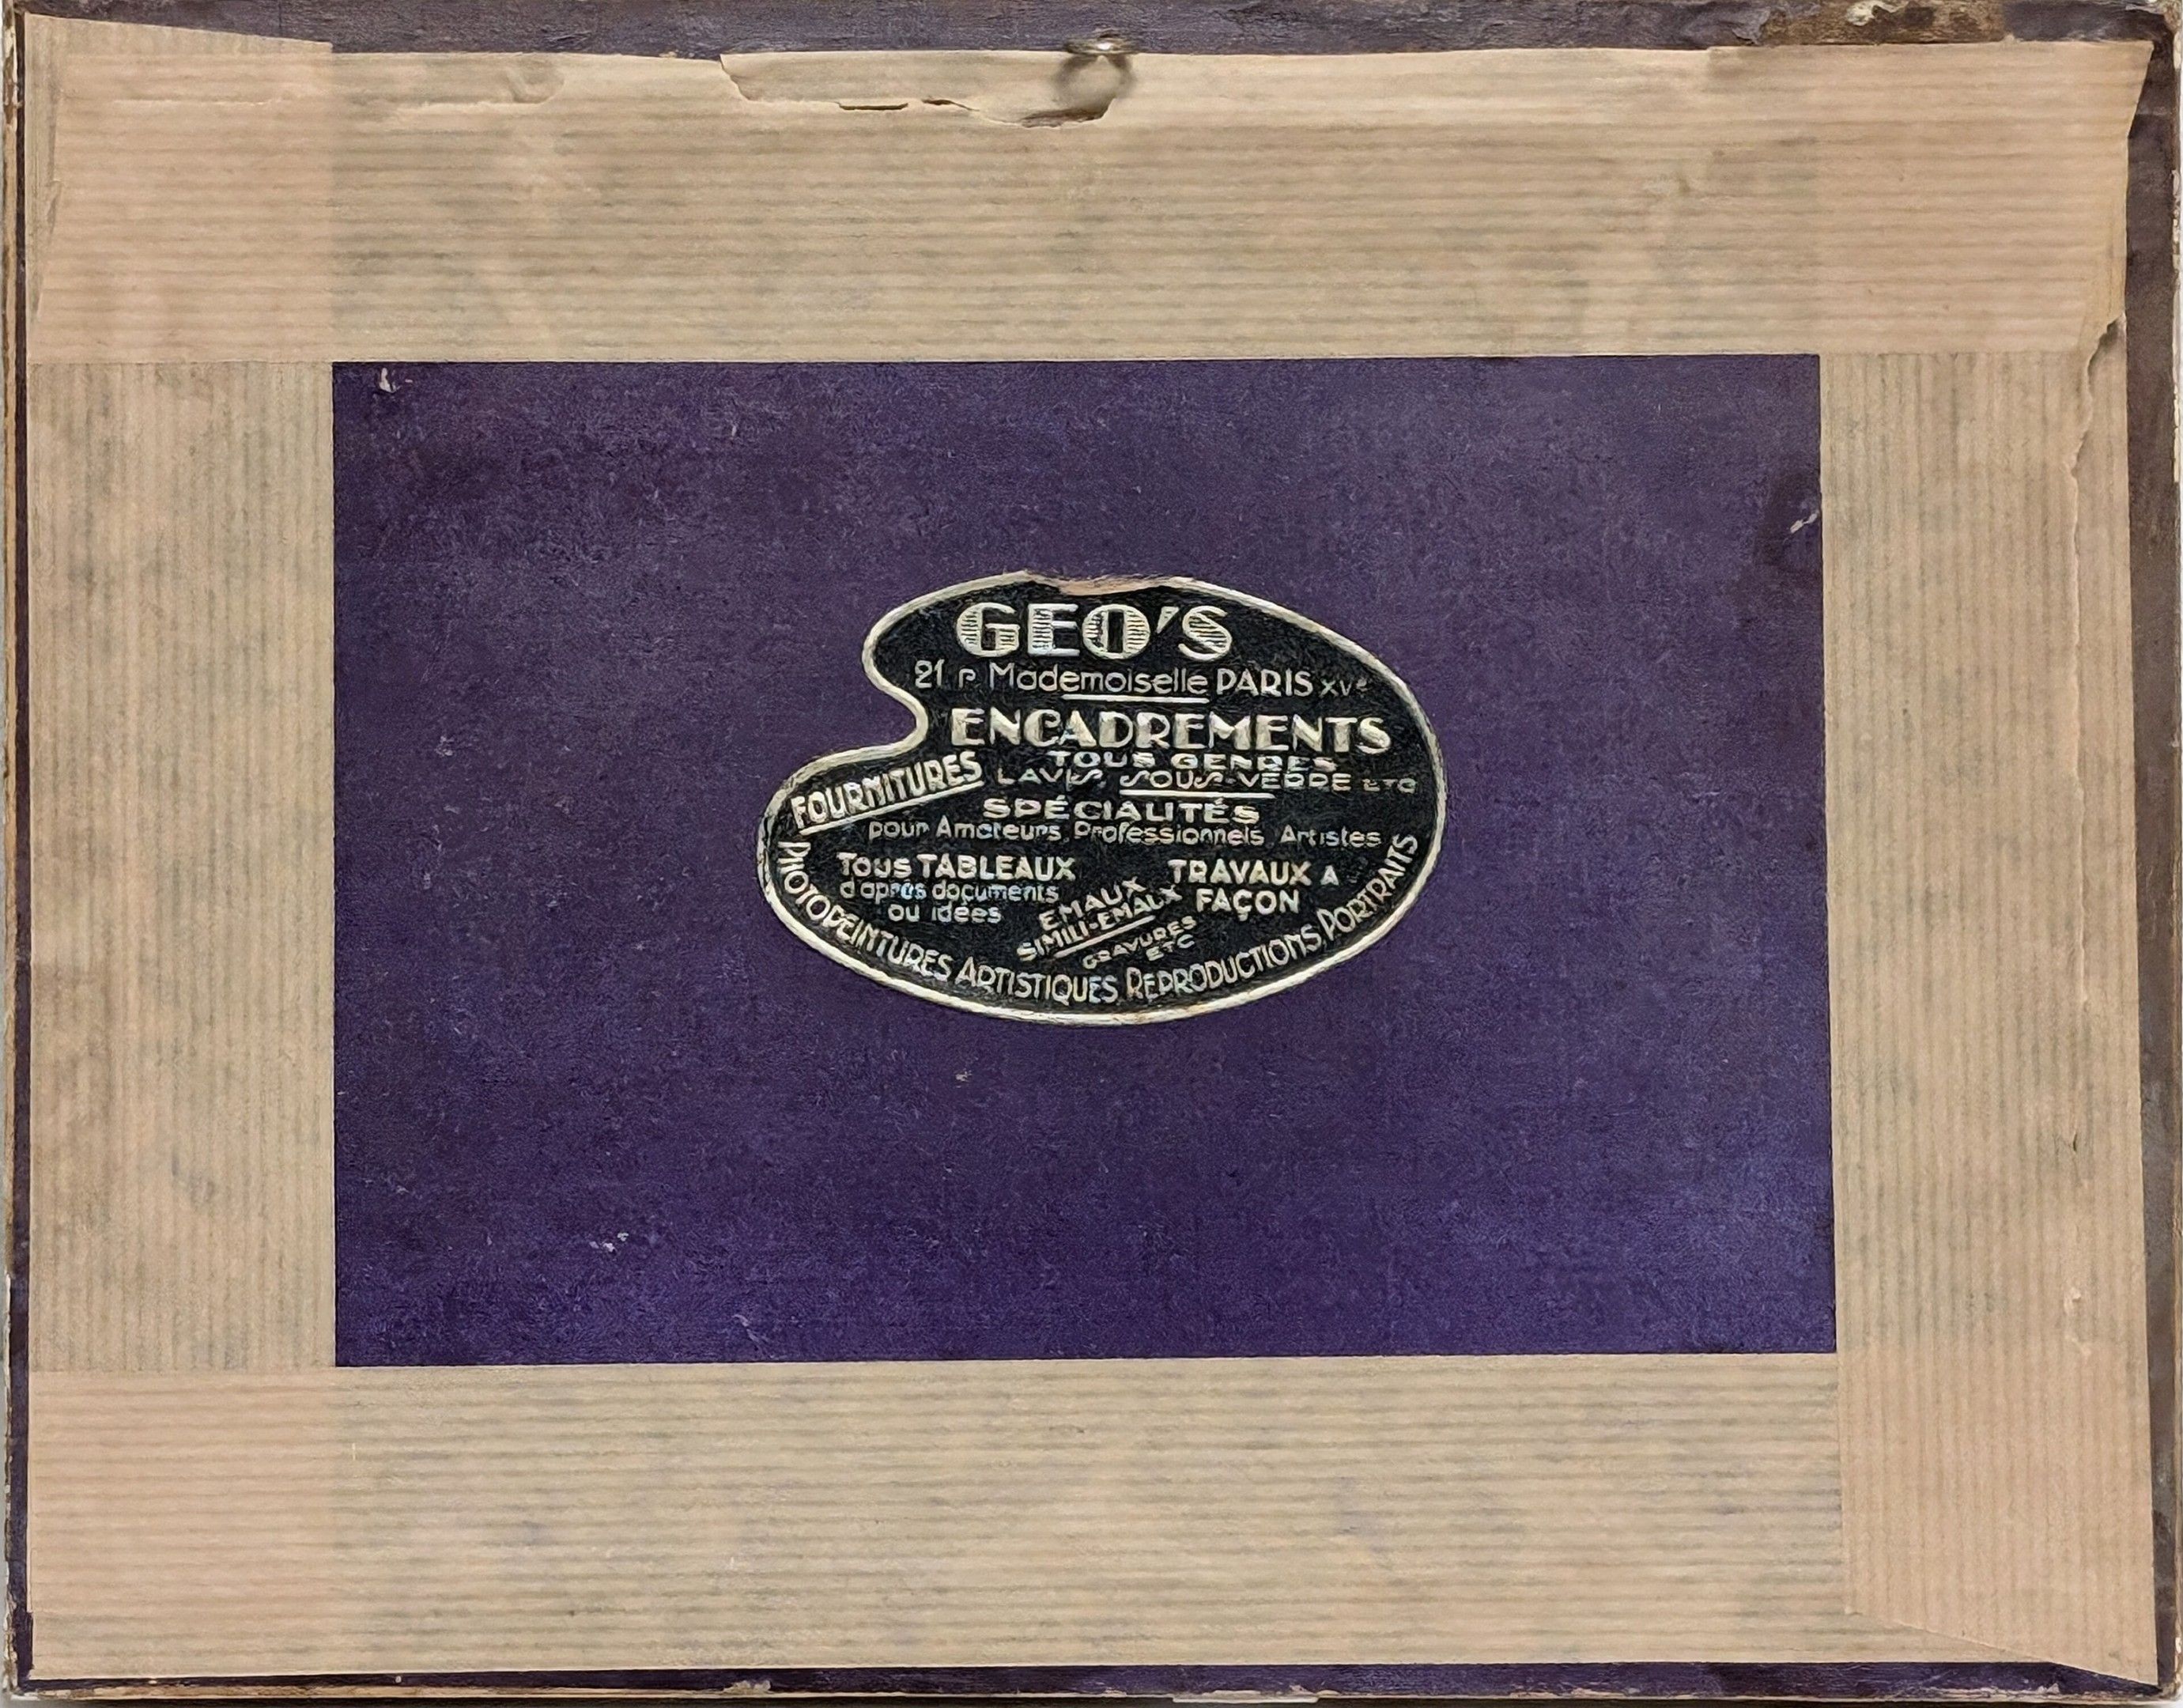 GEO'S
21 r Mademoiselle PARIS XVe
ENCADREMENTS
TOUS GENRES
LAVIS, SOUS-VERRE ETC
FOURNITURES
SPÉCIALITÉS
pour Amateurs, Professionnels, Artistes
TOUS TABLEAUX
d'après documents
ou idées
EMAUX
SIMILI-EMAUX
GRAVURES
ETC
TRAVAUX A
FAÇON
PHOTOPEINTURES ARTISTIQUES, REPRODUCTIONS, PORTRAITS